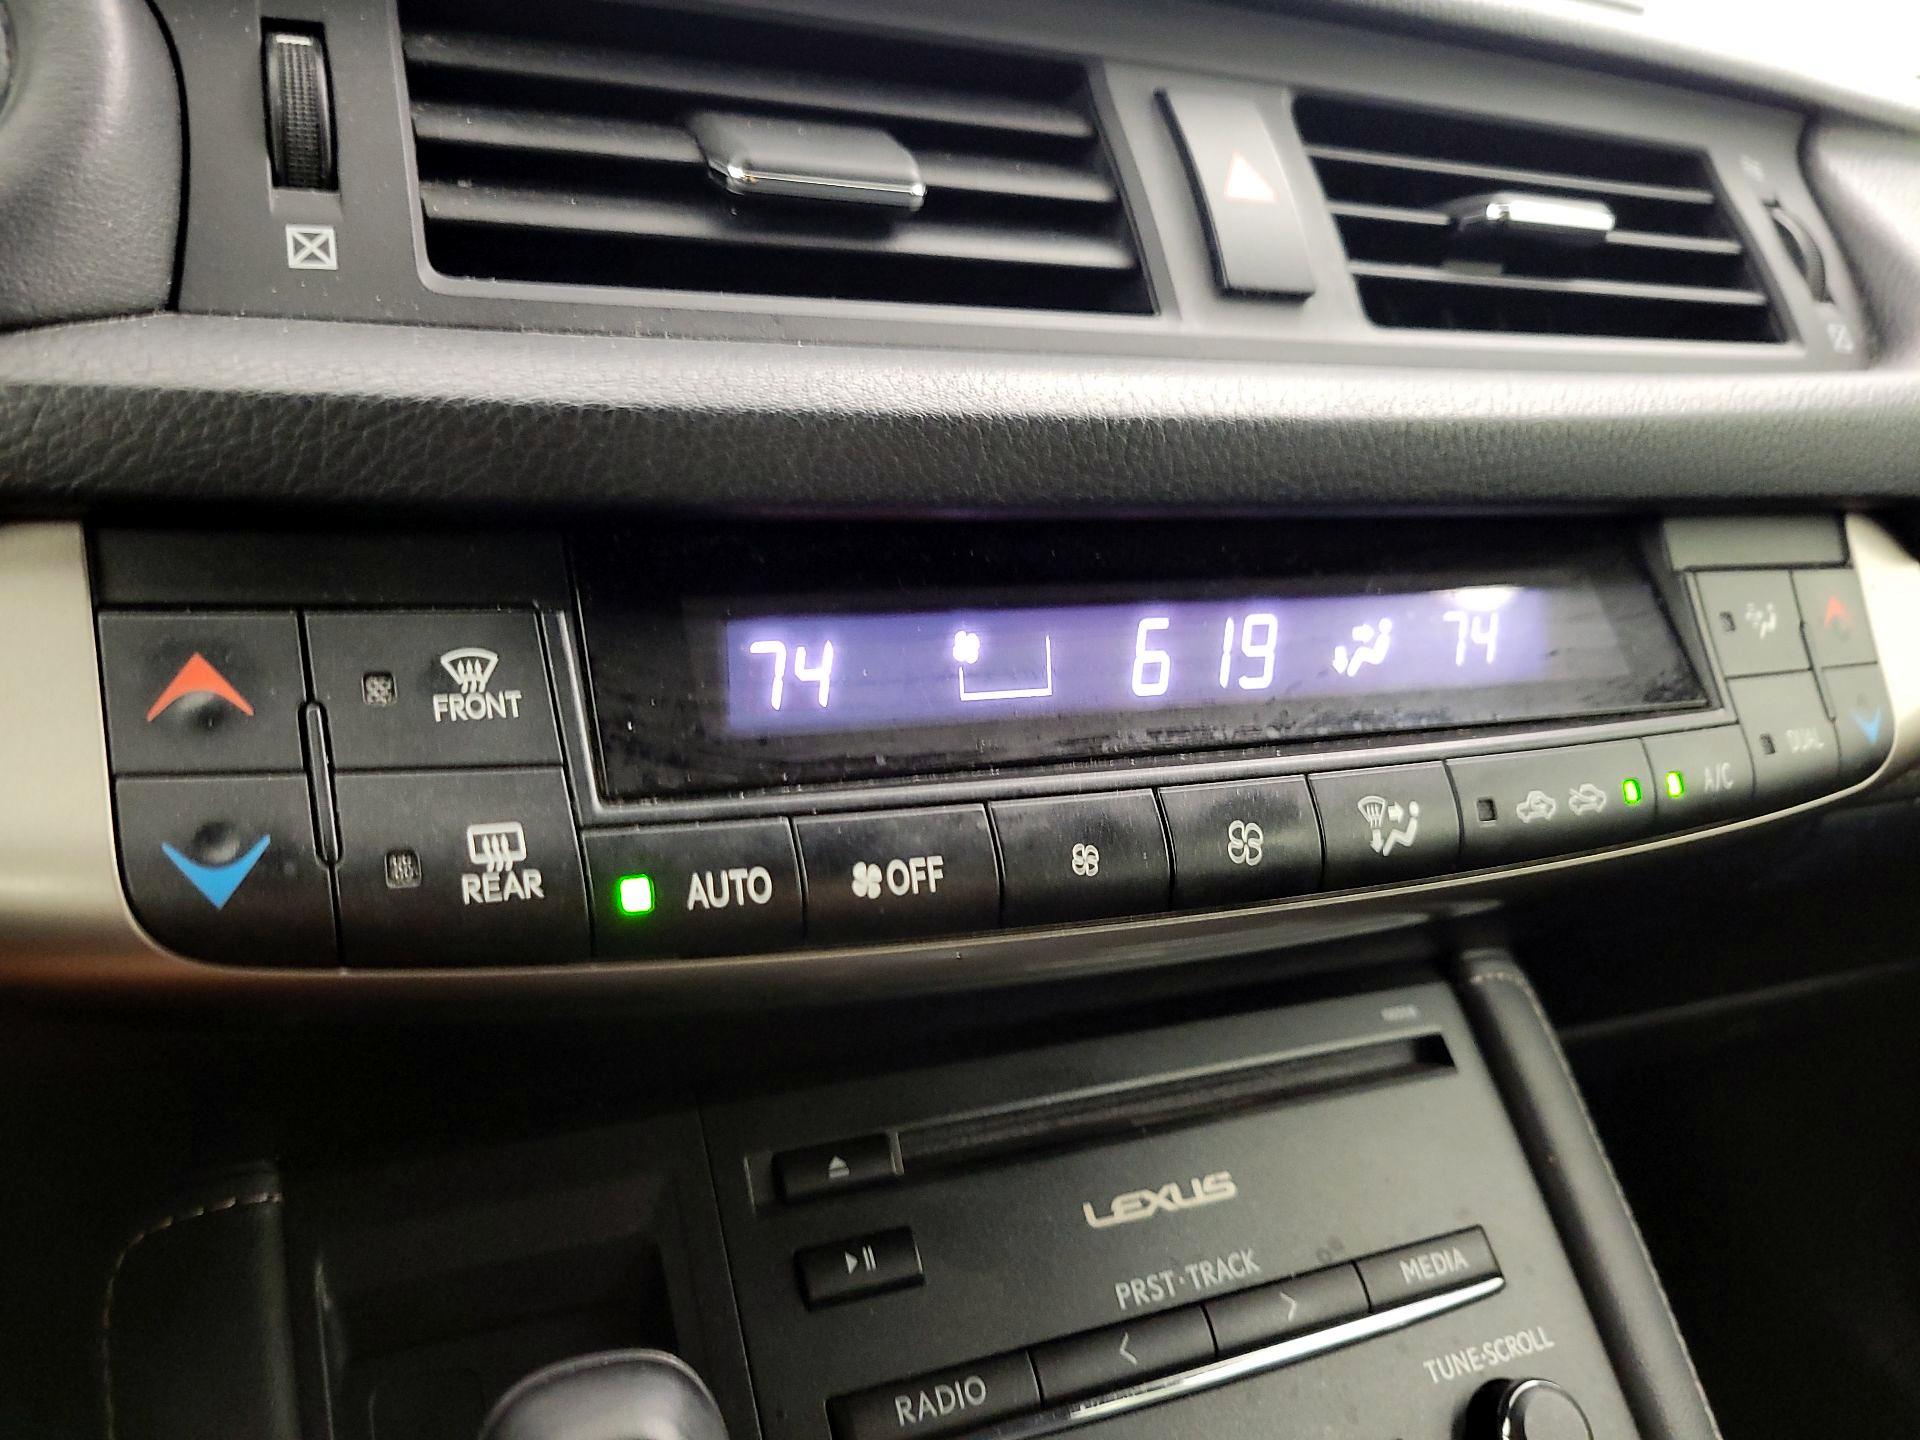 74 6 19 74
FRONT
REAR
AUTO
OFF
A/C
DUAL
LEXUS
PRST·TRACK
MEDIA
RADIO
TUNE·SCROLL